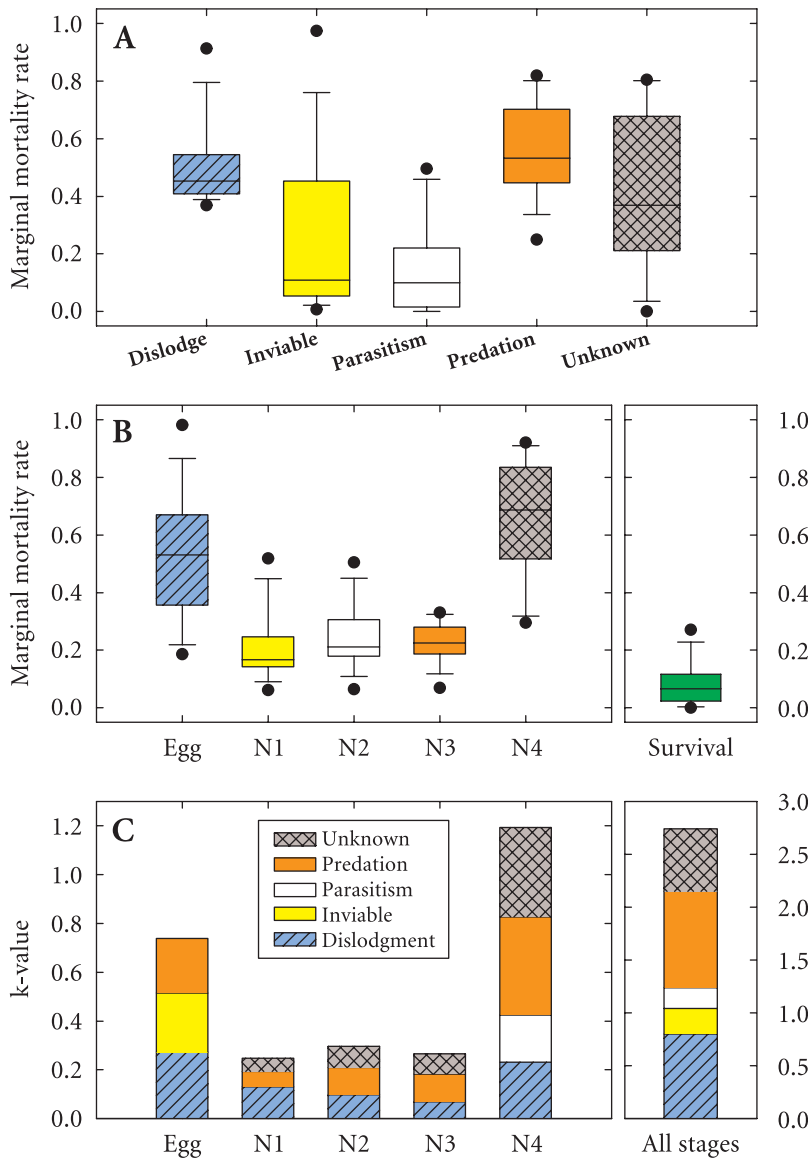 A
Marginal mortality rate
1.0
0.8
0.6
0.4
0.2
0.0
Dislodge
Inviable
Parasitism
Predation
Unknown
B
Marginal mortality rate
1.0
0.8
0.6
0.4
0.2
0.0
Egg
N1
N2
N3
N4
1.0
0.8
0.6
0.4
0.2
0.0
Survival
C
k-value
1.2
1.0
0.8
0.6
0.4
0.2
0.0
Unknown
Predation
Parasitism
Inviable
Dislodgment
Egg
N1
N2
N3
N4
3.0
2.5
2.0
1.5
1.0
0.5
0.0
All stages